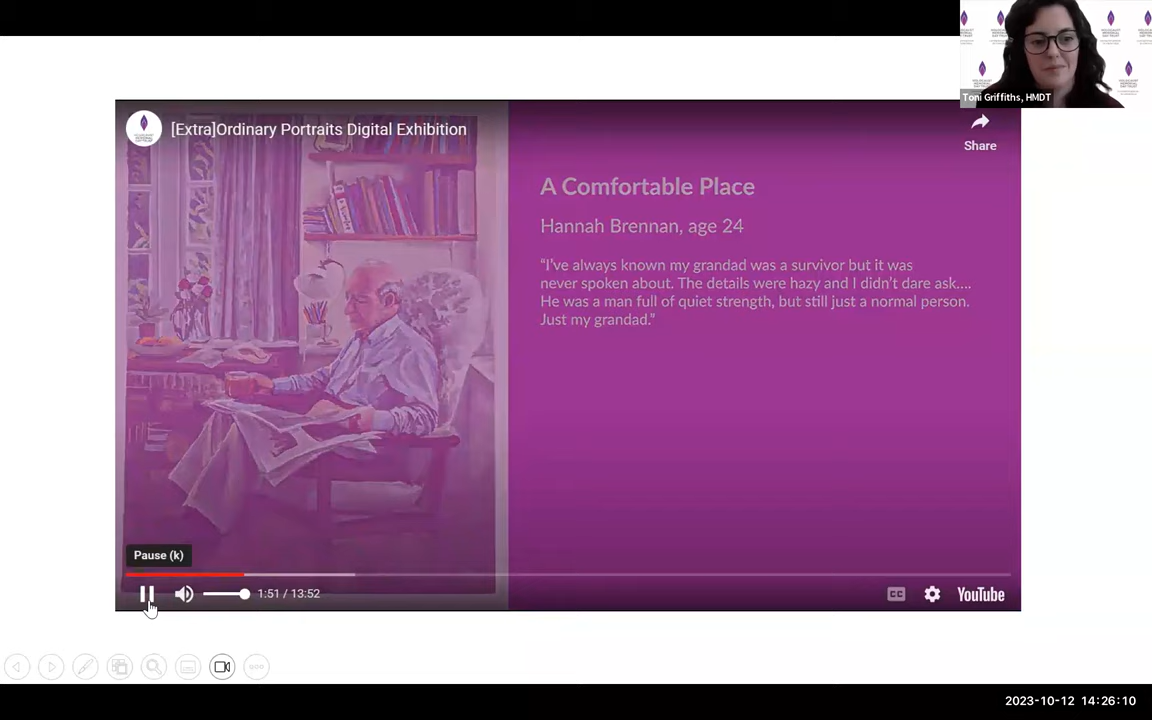 Toni Griffiths, HMDT
[Extra]Ordinary Portraits Digital Exhibition
Share
A Comfortable Place
Hannah Brennan, age 24
“I’ve always known my grandad was a survivor but it was
never spoken about. The details were hazy and I didn’t dare ask....
He was a man full of quiet strength, but still just a normal person.
Just my grandad.”
Pause (k)
1:51 / 13:52
CC
YouTube
2023-10-12 14:26:10